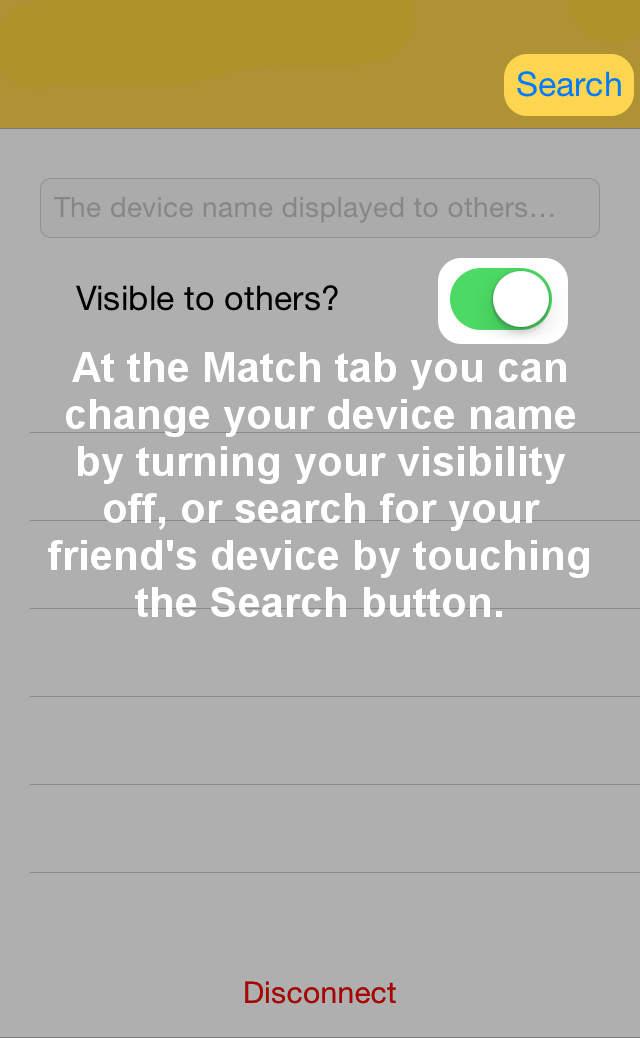 Search
The device name displayed to others...
Visible to others?
At the Match tab you can
change your device name
by turning your visibility
off, or search for your
friend's device by touching
the Search button.
Disconnect